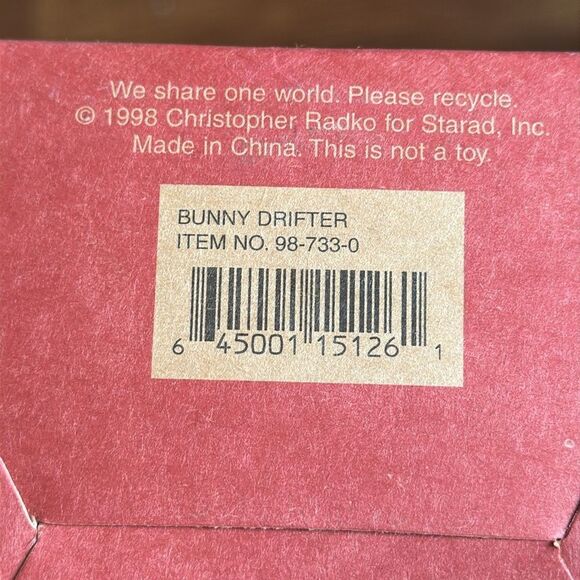 We share one world. Please recycle.
© 1998 Christopher Radko for Starad, Inc.
Made in China. This is not a toy.
BUNNY DRIFTER
ITEM NO. 98-733-0
6 45001 15126 1